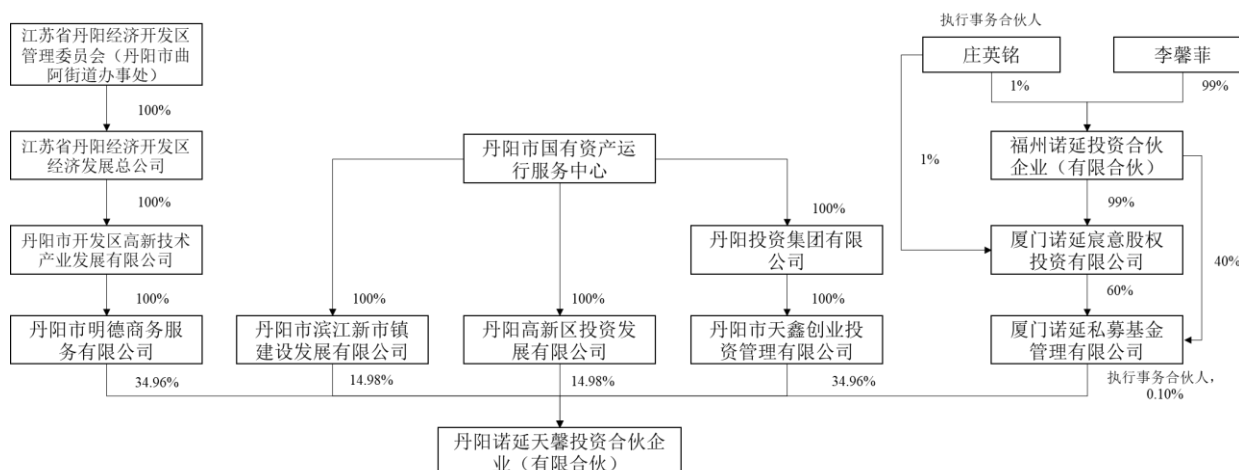 执行事务合伙人
江苏省丹阳经济开发区
管理委员会（丹阳市曲
阿街道办事处）
庄英铭
李馨菲
100%
1%
99%
江苏省丹阳经济开发区
经济发展总公司
丹阳市国有资产运
行服务中心
福州诺延投资合伙
企业（有限合伙）
1%
100%
100%
99%
丹阳市开发区高新技术
产业发展有限公司
丹阳投资集团有限
公司
厦门诺延宸意股权
投资有限公司
40%
100%
100%
100%
100%
60%
丹阳市明德商务服
务有限公司
丹阳市滨江新市镇
建设发展有限公司
丹阳高新区投资发
展有限公司
丹阳市天鑫创业投
资管理有限公司
厦门诺延私募基金
管理有限公司
34.96%
14.98%
14.98%
34.96%
执行事务合伙人，
0.10%
丹阳诺延天馨投资合伙企
业（有限合伙）